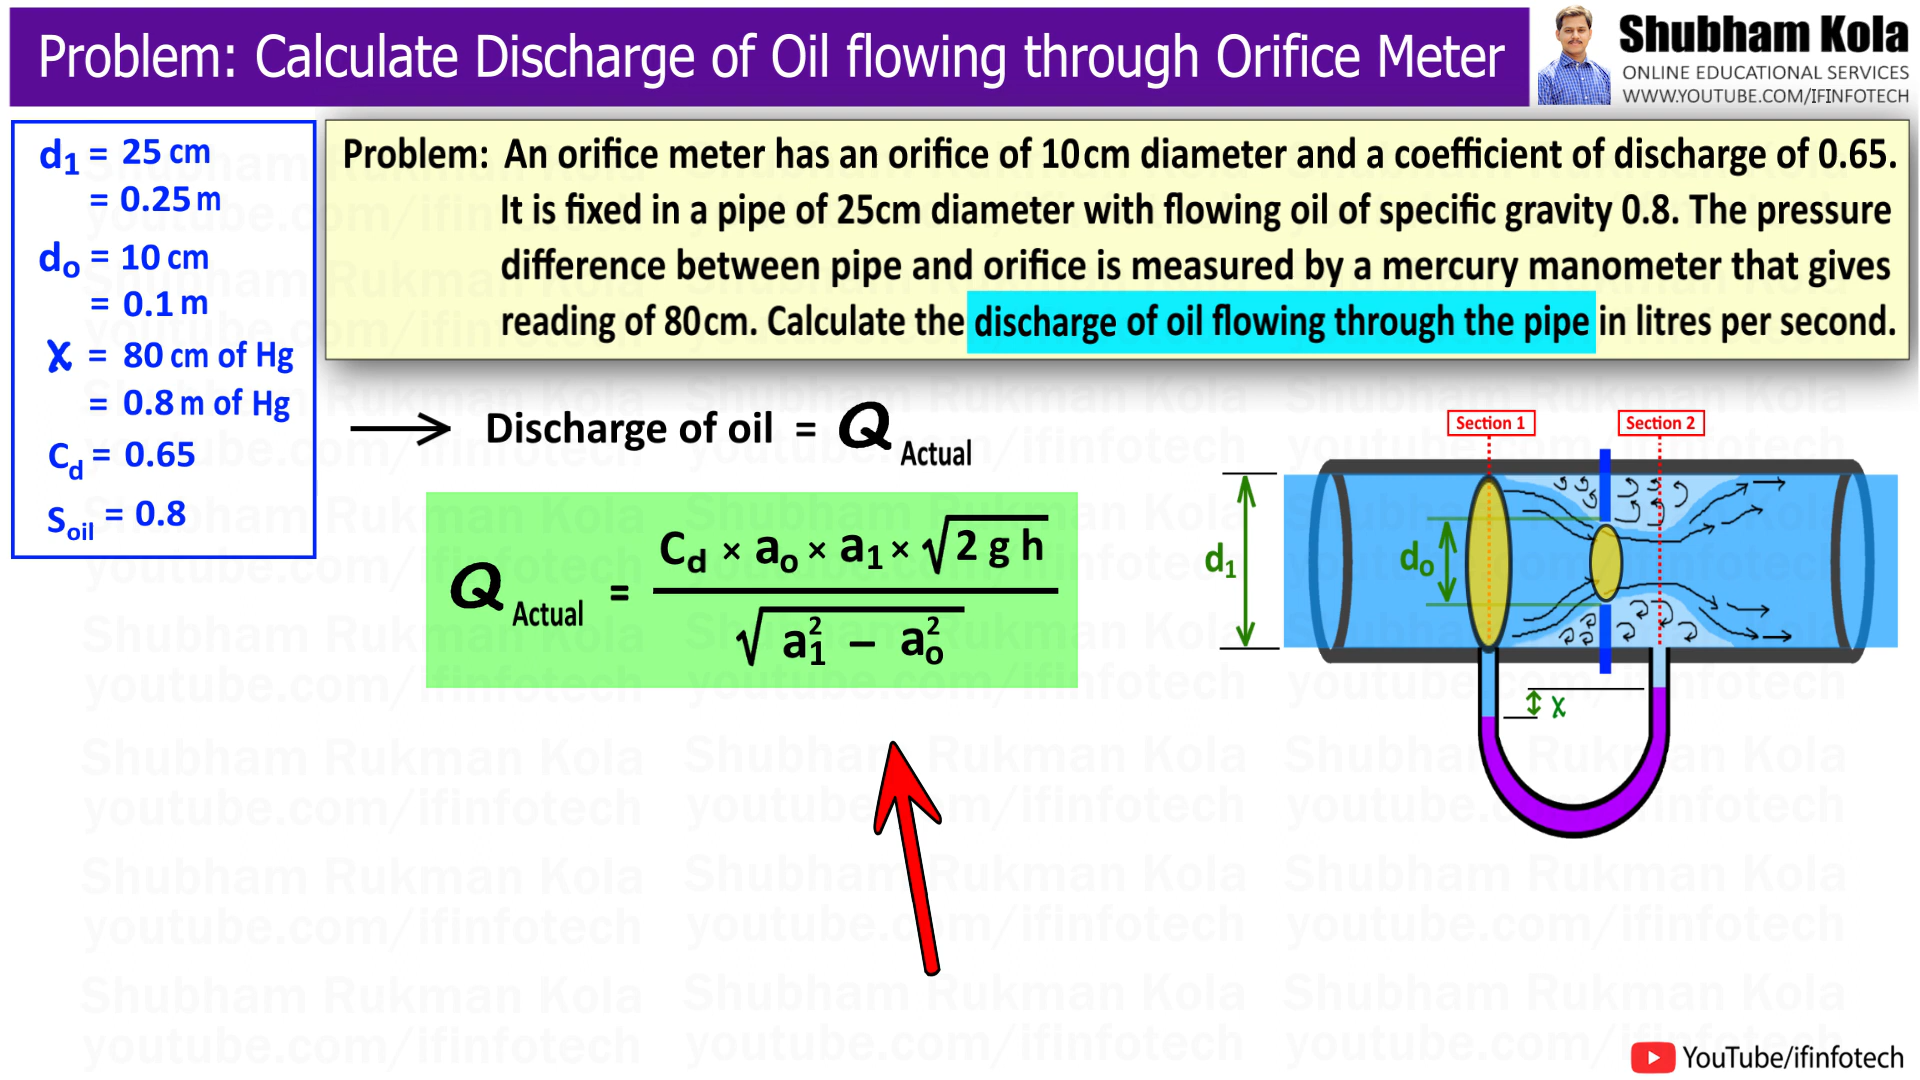 Problem: Calculate Discharge of Oil flowing through Orifice Meter
Shubham Kola
ONLINE EDUCATIONAL SERVICES
WWW.YOUTUBE.COM/IFINFOTECH
d1 = 25 cm
= 0.25 m
do = 10 cm
= 0.1 m
x = 80 cm of Hg
= 0.8 m of Hg
Cd = 0.65
Soil = 0.8
Problem: An orifice meter has an orifice of 10cm diameter and a coefficient of discharge of 0.65.
It is fixed in a pipe of 25cm diameter with flowing oil of specific gravity 0.8. The pressure
difference between pipe and orifice is measured by a mercury manometer that gives
reading of 80cm. Calculate the discharge of oil flowing through the pipe in litres per second.
Discharge of oil = Q Actual
Q Actual = Cd × ao × a1 × √2 g h
√ a1² – ao²
Section 1
Section 2
d1
do
x
Shubham Rukman Kola
youtube.com/ifinfotech
YouTube/ifinfotech